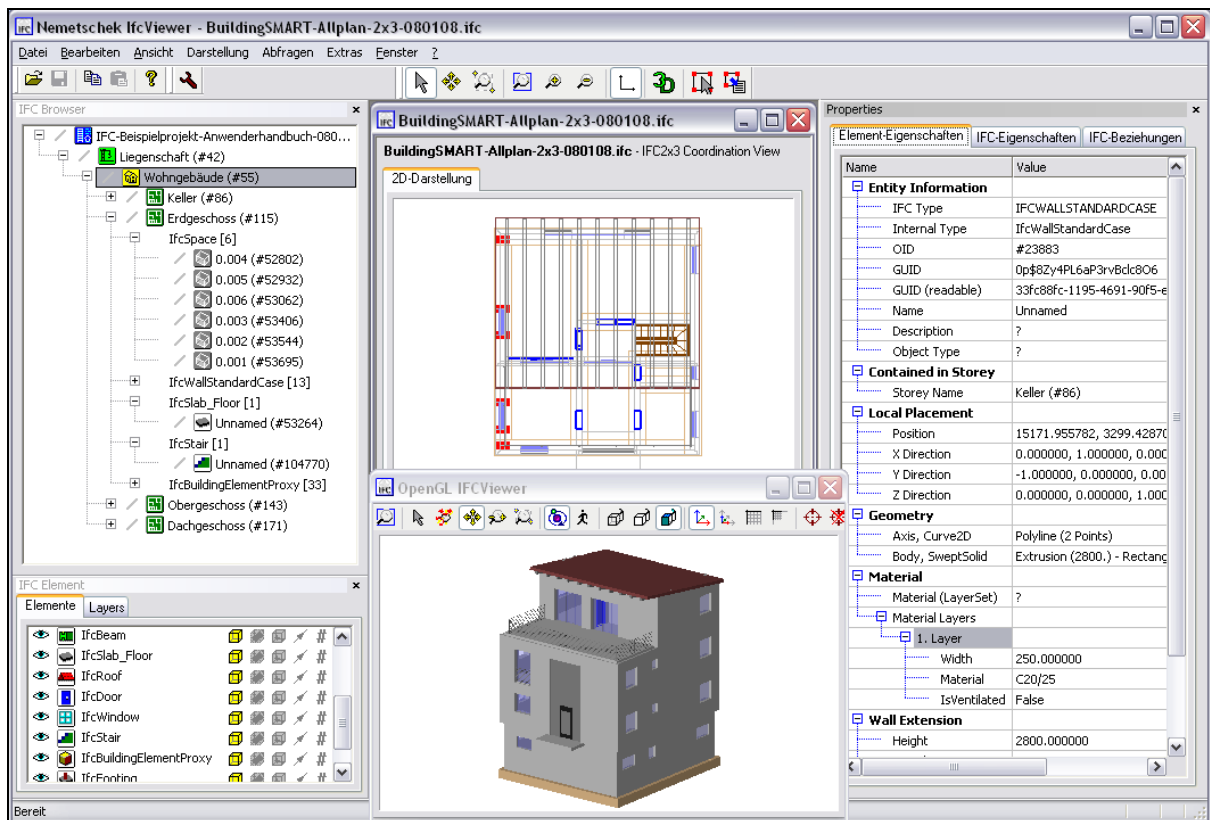 Nemetschek IfcViewer - BuildingSMART-Allplan-2x3-080108.ifc
Datei Bearbeiten Ansicht Darstellung Abfragen Extras Fenster ?
IFC Browser
IFC-Beispielprojekt-Anwenderhandbuch-080...
Liegenschaft (#42)
Wohngebäude (#55)
Keller (#86)
Erdgeschoss (#115)
IfcSpace [6]
0.004 (#52802)
0.005 (#52932)
0.006 (#53062)
0.003 (#53406)
0.002 (#53544)
0.001 (#53695)
IfcWallStandardCase [13]
IfcSlab_Floor [1]
Unnamed (#53264)
IfcStair [1]
Unnamed (#104770)
IfcBuildingElementProxy [33]
Obergeschoss (#143)
Dachgeschoss (#171)
IFC Element
Elemente Layers
IfcBeam
IfcSlab_Floor
IfcRoof
IfcDoor
IfcWindow
IfcStair
IfcBuildingElementProxy
IfcFooting
Bereit
3D
BuildingSMART-Allplan-2x3-080108.ifc
BuildingSMART-Allplan-2x3-080108.ifc - IFC2x3 Coordination View
2D-Darstellung
OpenGL IFCViewer
Properties
Element-Eigenschaften IFC-Eigenschaften IFC-Beziehungen
Name Value
Entity Information
IFC Type IFCWALLSTANDARDCASE
Internal Type IfcWallStandardCase
OID #23883
GUID 0p$8Zy4PL6aP3rvBclc8O6
GUID (readable) 33fc88fc-1195-4691-90f5-e
Name Unnamed
Description ?
Object Type ?
Contained in Storey
Storey Name Keller (#86)
Local Placement
Position 15171.955782, 3299.42870
X Direction 0.000000, 1.000000, 0.000
Y Direction -1.000000, 0.000000, 0.00
Z Direction 0.000000, 0.000000, 1.000
Geometry
Axis, Curve2D Polyline (2 Points)
Body, SweptSolid Extrusion (2800.) - Rectang
Material
Material (LayerSet) ?
Material Layers
1. Layer
Width 250.000000
Material C20/25
IsVentilated False
Wall Extension
Height 2800.000000